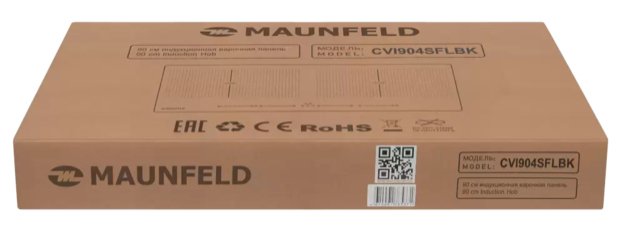 MAUNFELD
90 см индукционная варочная панель
90 cm Induction Hob
МОДЕЛЬ:
MODEL: CVI904SFLBK
EAC CE RoHS
MAUNFELD
МОДЕЛЬ:
MODEL: CVI904SFLBK
90 см индукционная варочная панель
90 cm Induction Hob